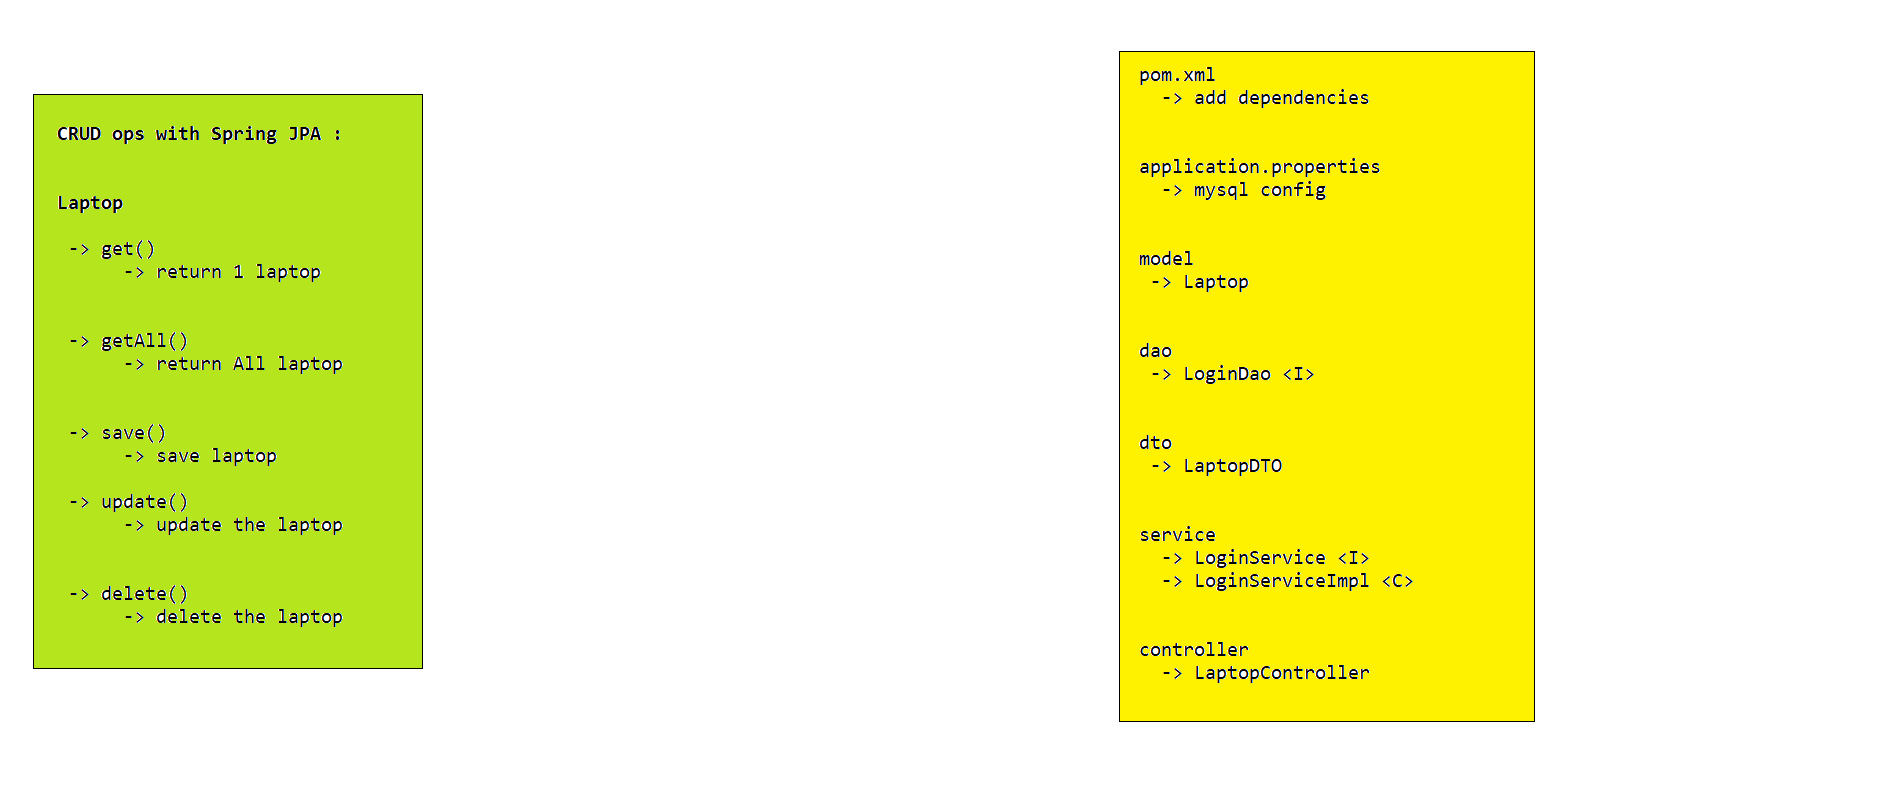 CRUD ops with Spring JPA :
Laptop
-> get()
-> return 1 laptop
-> getAll()
-> return All laptop
-> save()
-> save laptop
-> update()
-> update the laptop
-> delete()
-> delete the laptop
pom.xml
-> add dependencies
application.properties
-> mysql config
model
-> Laptop
dao
-> LoginDao <I>
dto
-> LaptopDTO
service
-> LoginService <I>
-> LoginServiceImpl <C>
controller
-> LaptopController